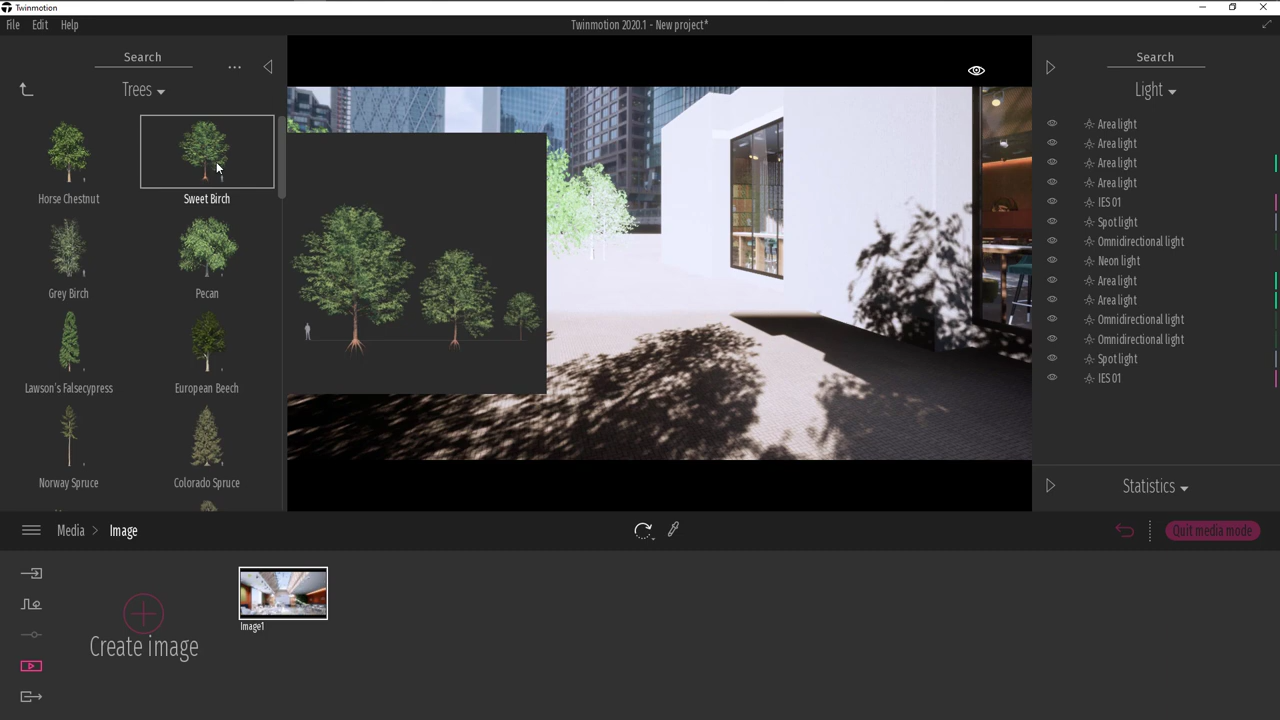 Twinmotion
File Edit Help
Twinmotion 2020.1 - New project*
Search
Trees
Horse Chestnut
Sweet Birch
Grey Birch
Pecan
Lawson's Falsecypress
European Beech
Norway Spruce
Colorado Spruce
Search
Light
Area light
Area light
Area light
Area light
IES 01
Spot light
Omnidirectional light
Neon light
Area light
Area light
Omnidirectional light
Omnidirectional light
Spot light
IES 01
Statistics
Media > Image
Quit media mode
Create image
Image1